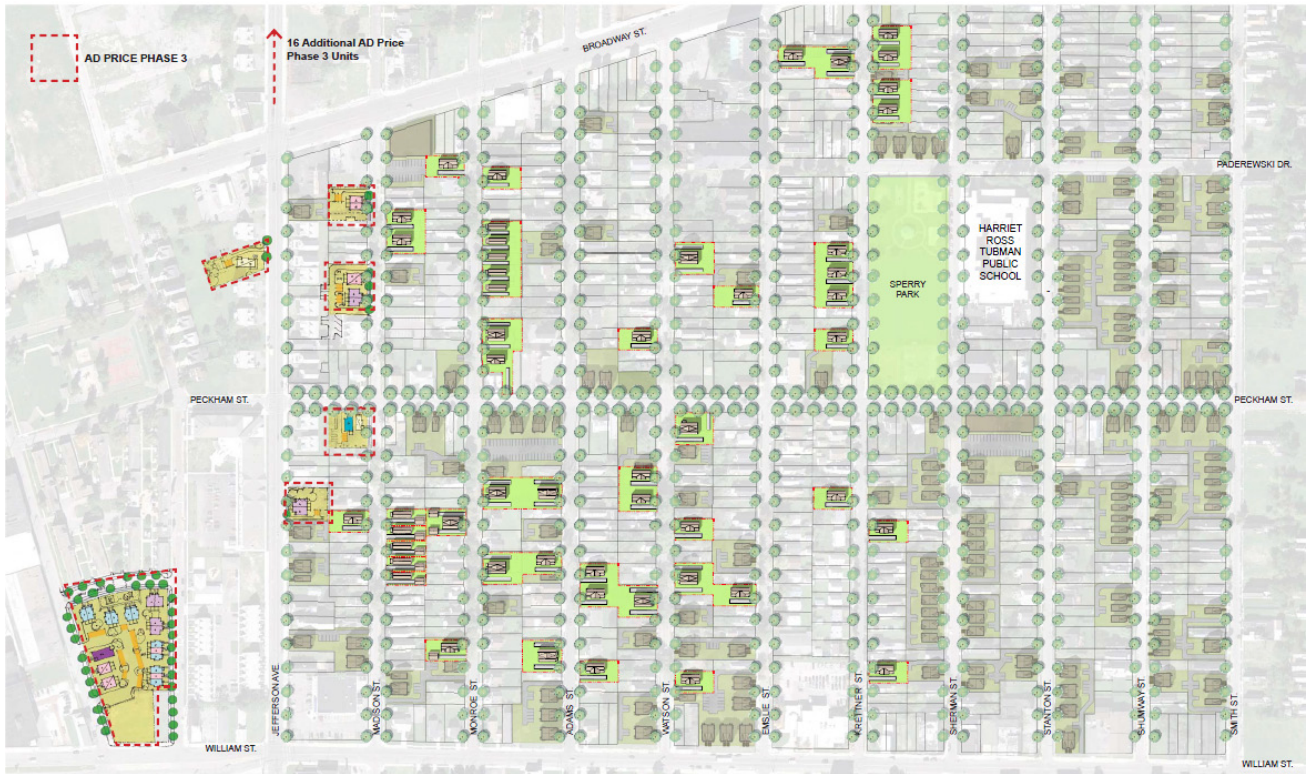 AD PRICE PHASE 3
16 Additional AD Price
Phase 3 Units
BROADWAY ST.
PADEREWSKI DR.
HARRIET
ROSS
TUBMAN
PUBLIC
SCHOOL
SPERRY
PARK
PECKHAM ST.
PECKHAM ST.
JEFFERSON AVE.
MADISON ST.
MONROE ST.
ADAMS ST.
WATSON ST.
EMSLIE ST.
KRETTNER ST.
SHERMAN ST.
STANTON ST.
SHUMWAY ST.
SMITH ST.
WILLIAM ST.
WILLIAM ST.